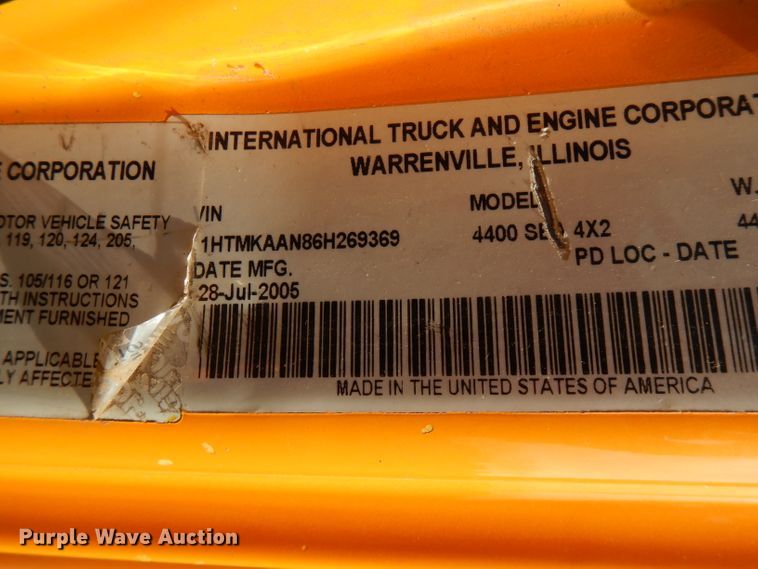 E CORPORATION
OTOR VEHICLE SAFETY
119, 120, 124, 205,
S. 105/116 OR 121
TH INSTRUCTIONS
MENT FURNISHED
APPLICABLE
LY AFFECTE
INTERNATIONAL TRUCK AND ENGINE CORPORAT
WARRENVILLE, ILLINOIS
VIN
1HTMKAAN86H269369
DATE MFG.
28-Jul-2005
MODEL
4400 4X2
PD LOC - DATE
W.
44
MADE IN THE UNITED STATES OF AMERICA
Purple Wave Auction